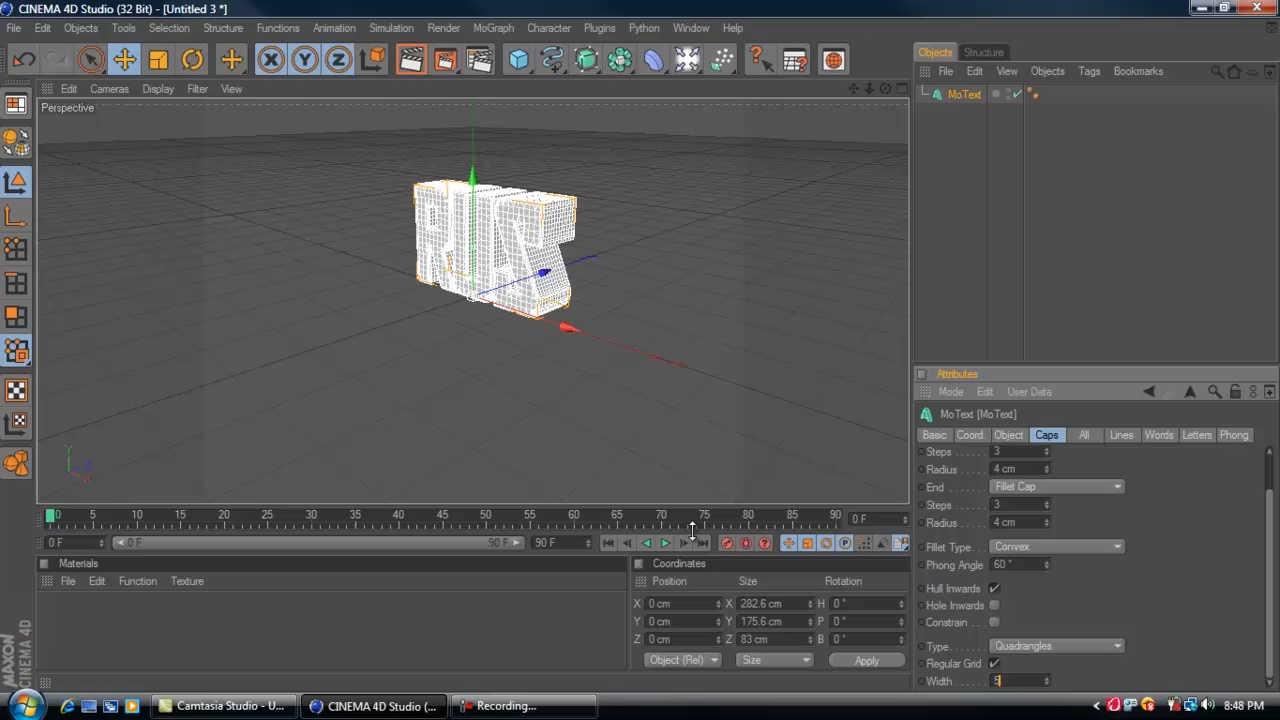 CINEMA 4D Studio (32 Bit) - [Untitled 3 *]
File Edit Objects Tools Selection Structure Functions Animation Simulation Render MoGraph Character Plugins Python Window Help
X Y Z
Objects Structure
File Edit View Objects Tags Bookmarks
MoText
Edit Cameras Display Filter View
Perspective
RUIZ
Y
Z
X
Attributes
Mode Edit User Data
MoText [MoText]
Basic Coord. Object Caps All Lines Words Letters Phong
Steps 3
Radius 4 cm
End Fillet Cap
Steps 3
Radius 4 cm
Fillet Type Convex
Phong Angle 60 °
Hull Inwards
Hole Inwards
Constrain
Type Quadrangles
Regular Grid
Width 5
0 5 10 15 20 25 30 35 40 45 50 55 60 65 70 75 80 85 90 0 F
0 F 0 F 90 F 90 F
Materials
File Edit Function Texture
Coordinates
Position Size Rotation
X 0 cm X 282.6 cm H 0 °
Y 0 cm Y 175.6 cm P 0 °
Z 0 cm Z 83 cm B 0 °
Object (Rel) Size Apply
MAXON CINEMA 4D
Camtasia Studio - U... CINEMA 4D Studio (... Recording... 8:48 PM